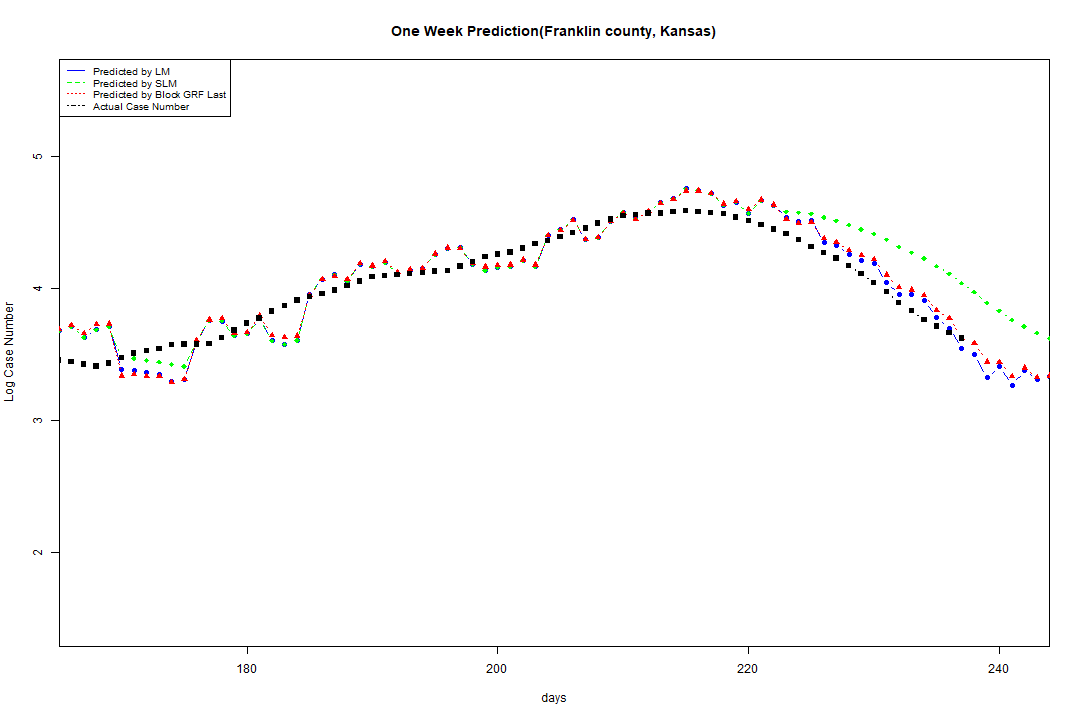 One Week Prediction(Franklin county, Kansas)
Predicted by LM
Predicted by SLM
Predicted by Block GRF Last
Actual Case Number
5
4
3
2
Log Case Number
180
200
220
240
days